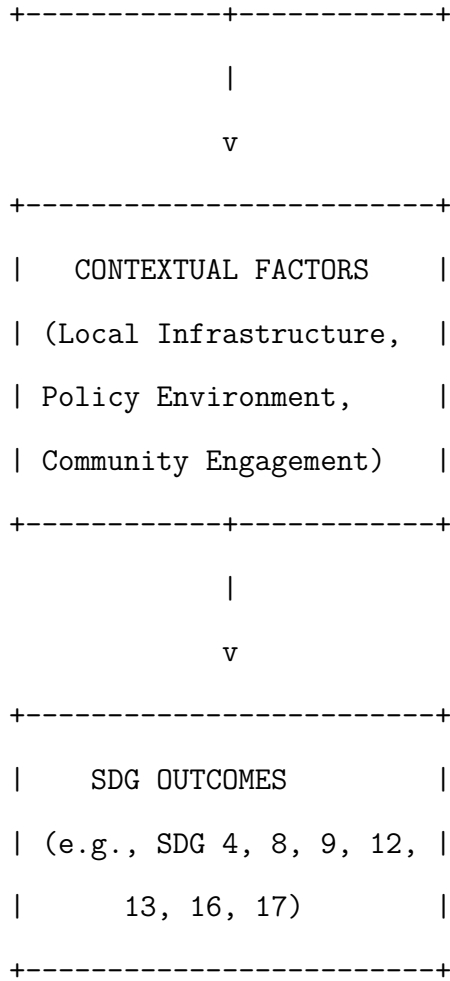 +------------+------------+
|
v
+-------------------------+
|   CONTEXTUAL FACTORS    |
| (Local Infrastructure,  |
| Policy Environment,     |
| Community Engagement)   |
+------------+------------+
|
v
+-------------------------+
|    SDG OUTCOMES         |
| (e.g., SDG 4, 8, 9, 12, |
|      13, 16, 17)        |
+-------------------------+